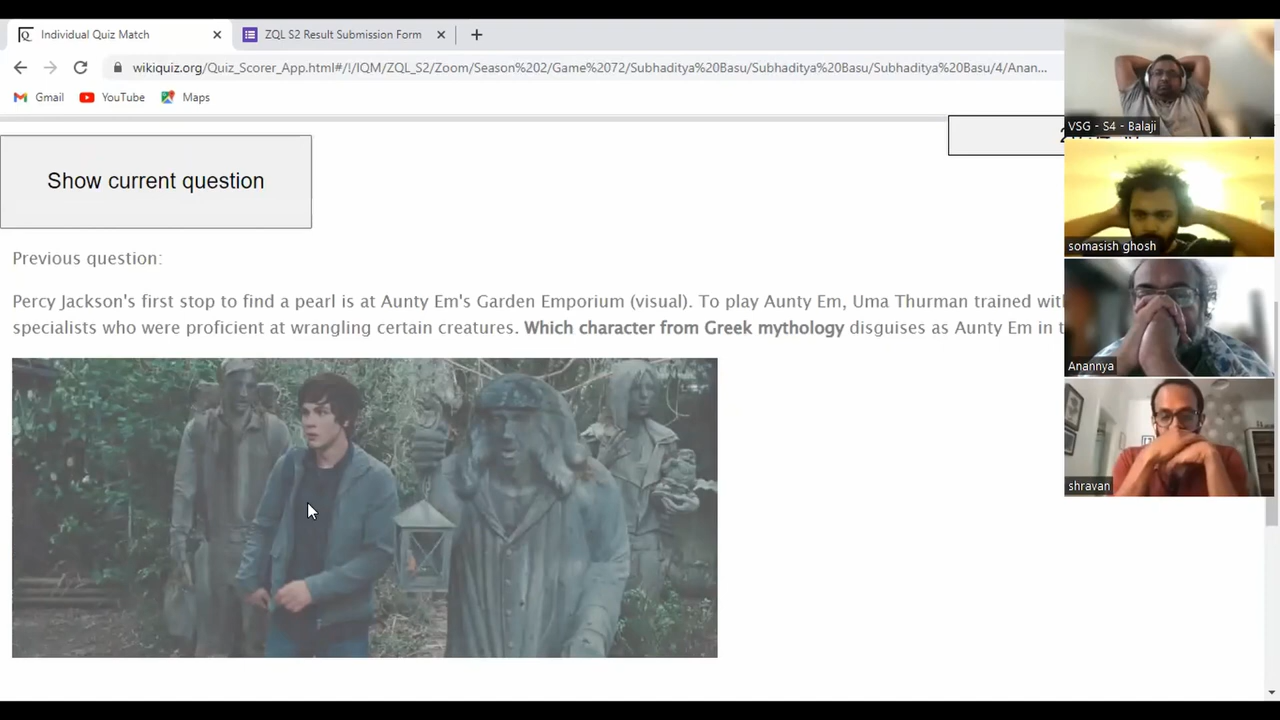 Individual Quiz Match
ZQL S2 Result Submission Form
wikiquiz.org/Quiz_Scorer_App.html#/I/IQM/ZQL_S2/Zoom/Season%202/Game%2072/Subhaditya%20Basu/Subhaditya%20Basu/Subhaditya%20Basu/4/Anan...
Gmail YouTube Maps
Show current question
Previous question:
Percy Jackson's first stop to find a pearl is at Aunty Em's Garden Emporium (visual). To play Aunty Em, Uma Thurman trained
specialists who were proficient at wrangling certain creatures. Which character from Greek mythology disguises as Aunty Em in
VSG - S4 - Balaji
somasish ghosh
Anannya
shravan